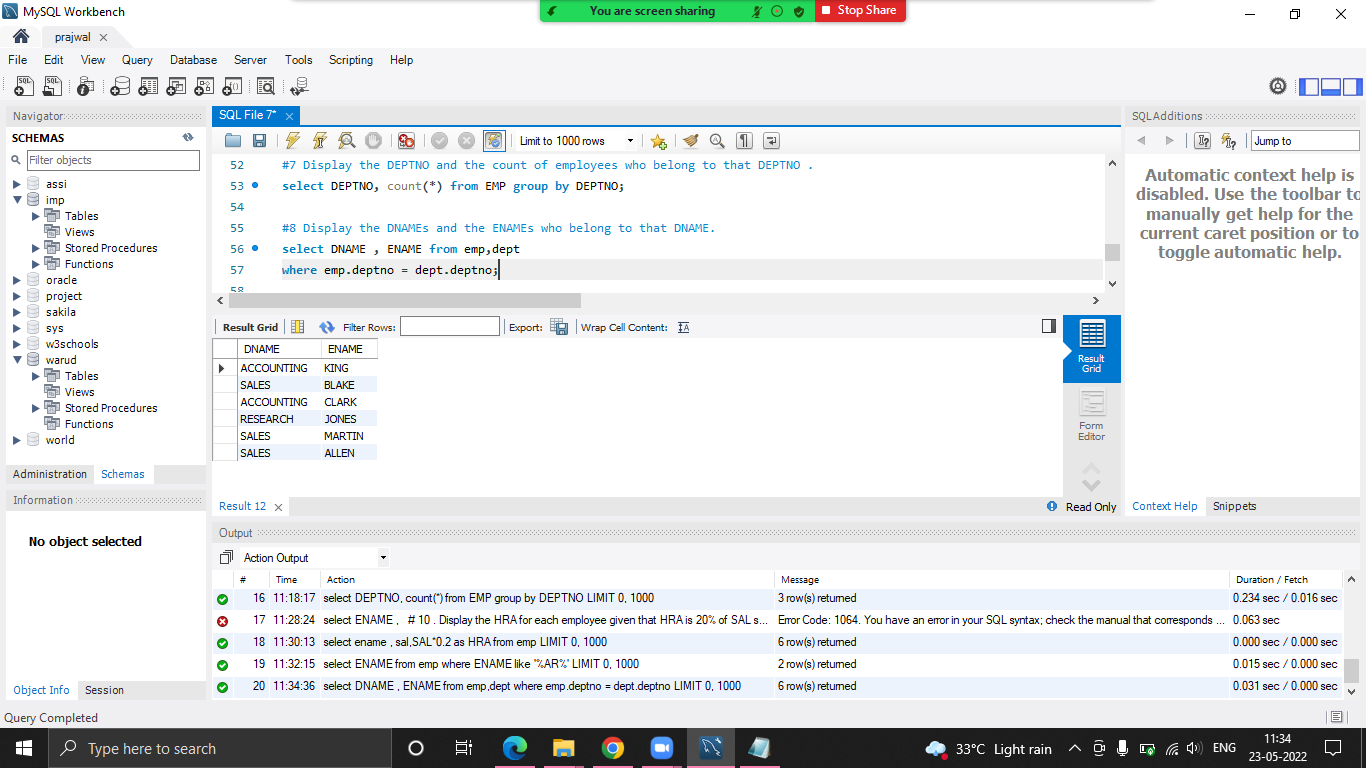 MySQL Workbench
You are screen sharing
Stop Share
prajwal
File Edit View Query Database Server Tools Scripting Help
Navigator
SCHEMAS
Filter objects
assi
imp
Tables
Views
Stored Procedures
Functions
oracle
project
sakila
sys
w3schools
warud
Tables
Views
Stored Procedures
Functions
world
Administration Schemas
Information
No object selected
Object Info Session
SQL File 7*
Limit to 1000 rows
52 #7 Display the DEPTNO and the count of employees who belong to that DEPTNO .
53 select DEPTNO, count(*) from EMP group by DEPTNO;
54
55 #8 Display the DNAMEs and the ENAMEs who belong to that DNAME.
56 select DNAME , ENAME from emp,dept
57 where emp.deptno = dept.deptno;
58
Result Grid Filter Rows: Export: Wrap Cell Content:
DNAME ENAME
ACCOUNTING KING
SALES BLAKE
ACCOUNTING CLARK
RESEARCH JONES
SALES MARTIN
SALES ALLEN
Result Grid
Form Editor
Result 12
Read Only
SQLAdditions
Jump to
Automatic context help is
disabled. Use the toolbar to
manually get help for the
current caret position or to
toggle automatic help.
Context Help Snippets
Output
Action Output
# Time Action Message Duration / Fetch
16 11:18:17 select DEPTNO, count(*) from EMP group by DEPTNO LIMIT 0, 1000 3 row(s) returned 0.234 sec / 0.016 sec
17 11:28:24 select ENAME , # 10 . Display the HRA for each employee given that HRA is 20% of SAL s... Error Code: 1064. You have an error in your SQL syntax; check the manual that corresponds ... 0.063 sec
18 11:30:13 select ename , sal,SAL*0.2 as HRA from emp LIMIT 0, 1000 6 row(s) returned 0.000 sec / 0.000 sec
19 11:32:15 select ENAME from emp where ENAME like '%AR%' LIMIT 0, 1000 2 row(s) returned 0.015 sec / 0.000 sec
20 11:34:36 select DNAME , ENAME from emp,dept where emp.deptno = dept.deptno LIMIT 0, 1000 6 row(s) returned 0.031 sec / 0.000 sec
Query Completed
Type here to search
33°C Light rain
ENG
11:34
23-05-2022